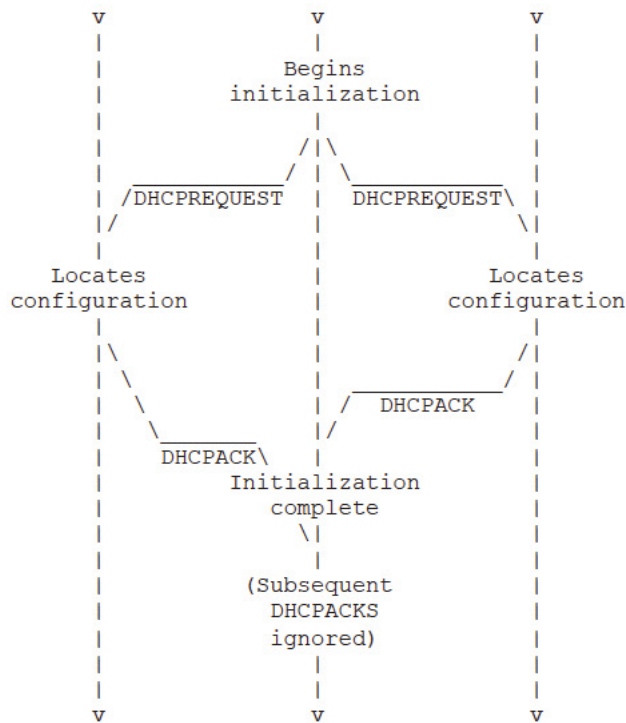 v v v
Begins
initialization
DHCPREQUEST DHCPREQUEST
Locates Locates
configuration configuration
DHCPACK
DHCPACK
Initialization
complete
(Subsequent
DHCPACKS
ignored)
v v v